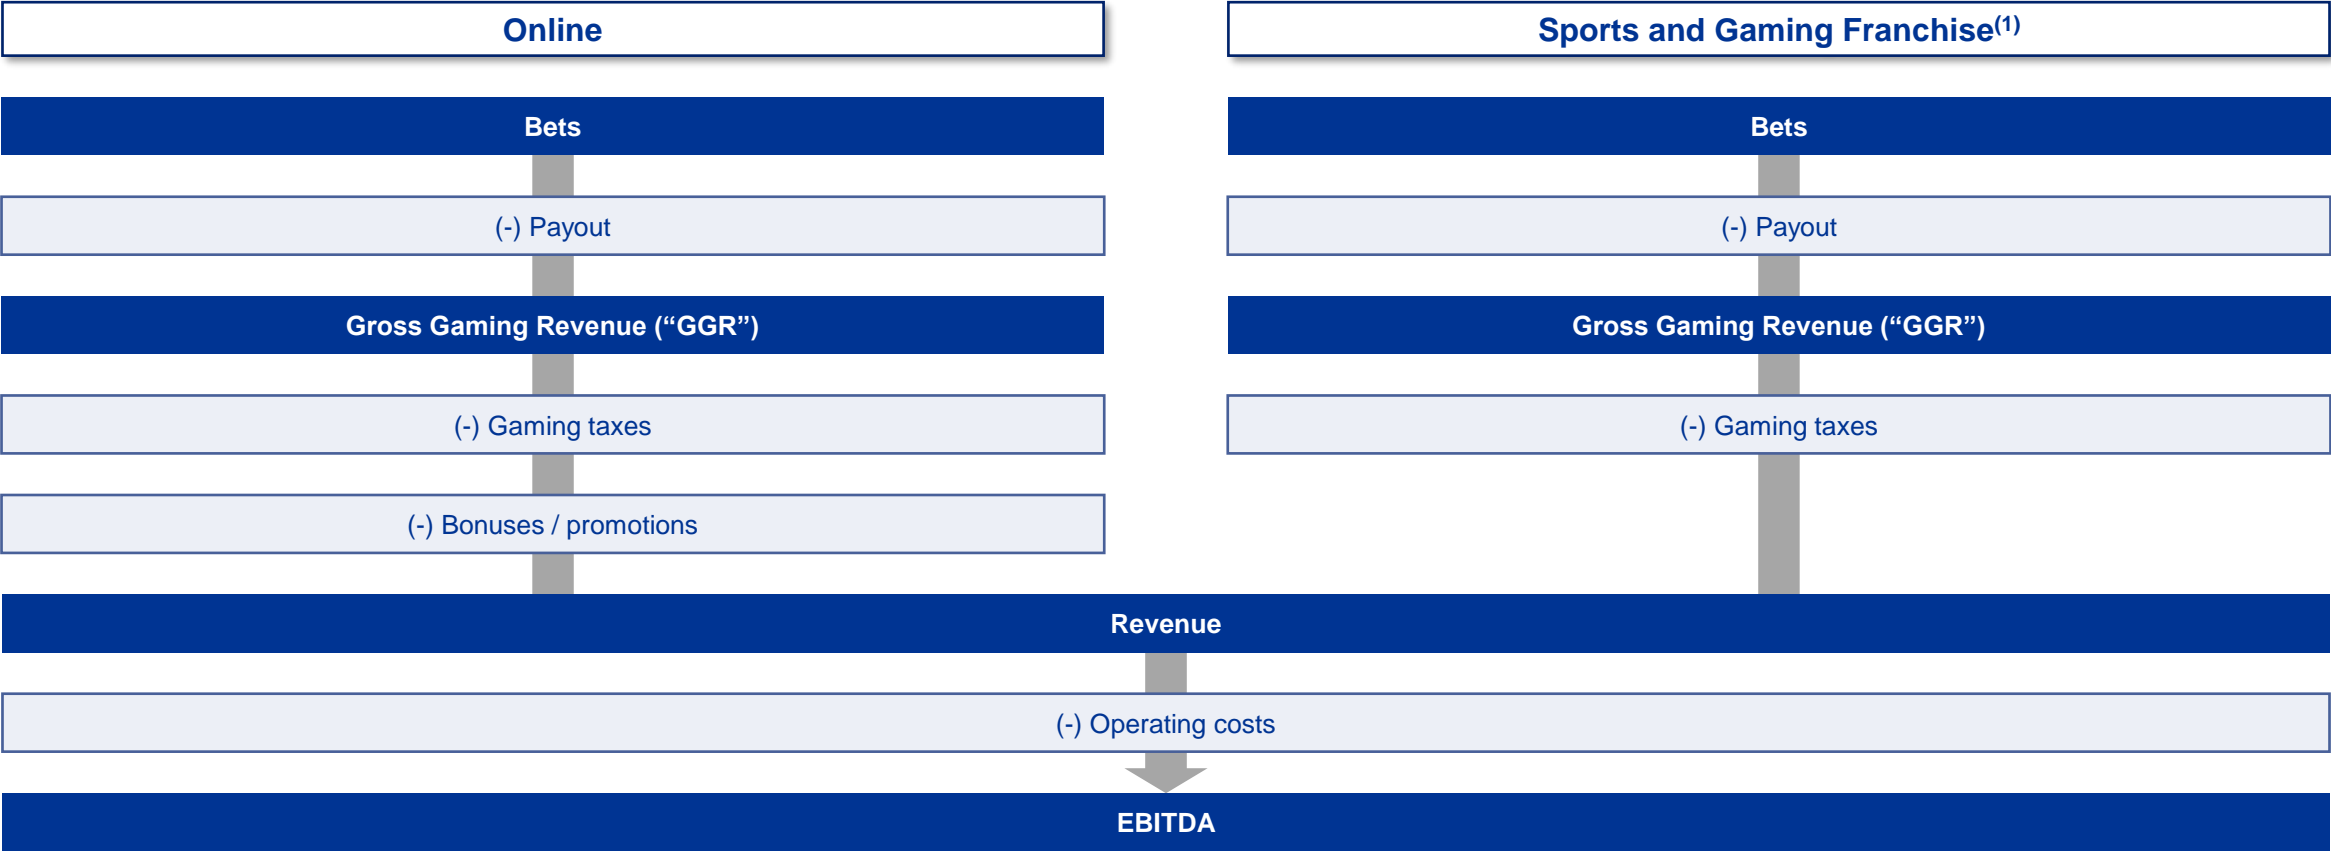 Online
Sports and Gaming Franchise(1)
Bets
Bets
(-) Payout
(-) Payout
Gross Gaming Revenue (“GGR”)
Gross Gaming Revenue (“GGR”)
(-) Gaming taxes
(-) Gaming taxes
(-) Bonuses / promotions
Revenue
(-) Operating costs
EBITDA